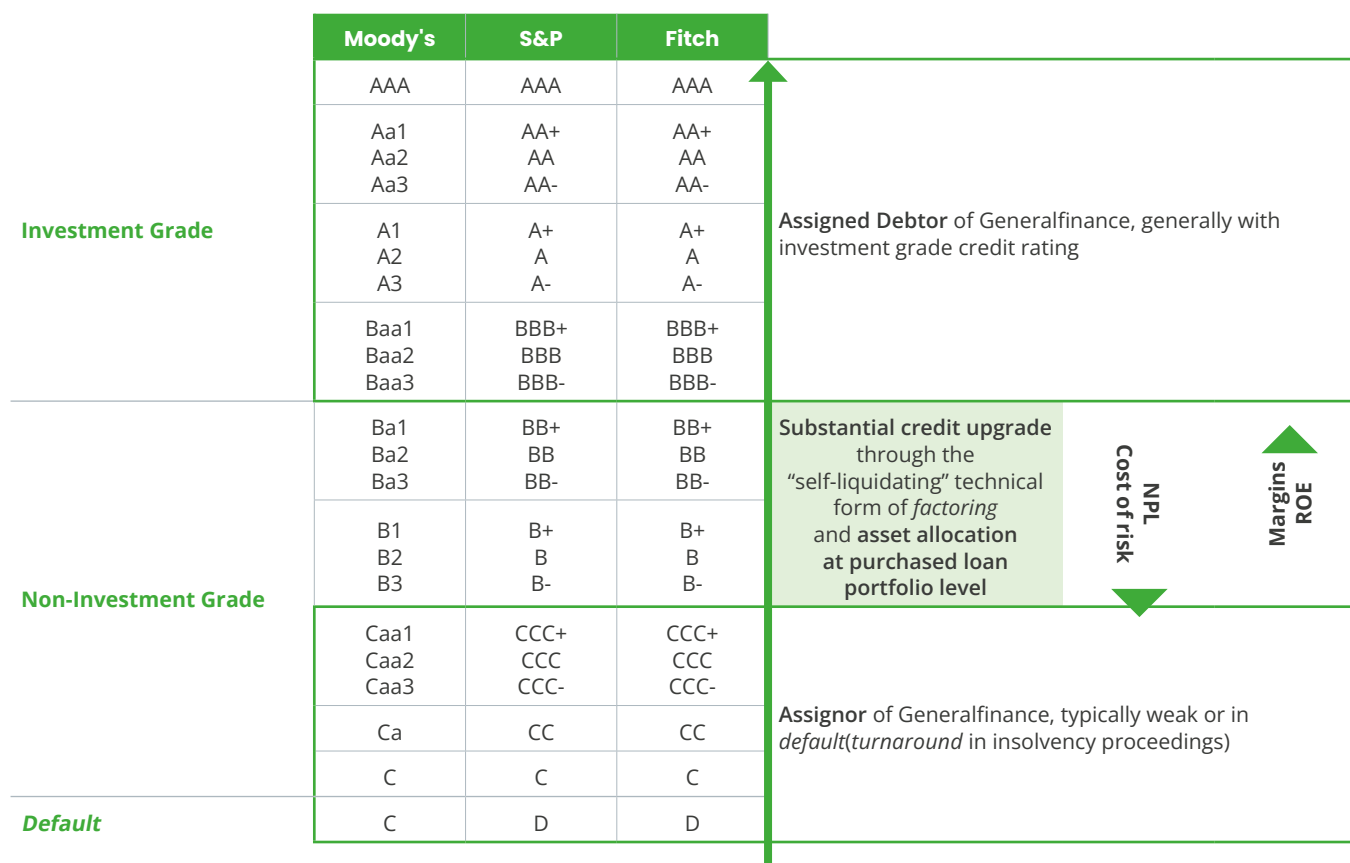 Moody's S&P Fitch
AAA AAA AAA
Aa1 AA+ AA+
Aa2 AA AA
Aa3 AA- AA-
Investment Grade
A1 A+ A+
A2 A A
A3 A- A-
Assigned Debtor of Generalfinance, generally with
investment grade credit rating
Baa1 BBB+ BBB+
Baa2 BBB BBB
Baa3 BBB- BBB-
Ba1 BB+ BB+
Ba2 BB BB
Ba3 BB- BB-
B1 B+ B+
B2 B B
B3 B- B-
Substantial credit upgrade
through the
“self-liquidating” technical
form of factoring
and asset allocation
at purchased loan
portfolio level
NPL
Cost of risk
Margins
ROE
Non-Investment Grade
Caa1 CCC+ CCC+
Caa2 CCC CCC
Caa3 CCC- CCC-
Ca CC CC
C C C
Assignor of Generalfinance, typically weak or in
default(turnaround in insolvency proceedings)
Default
C D D